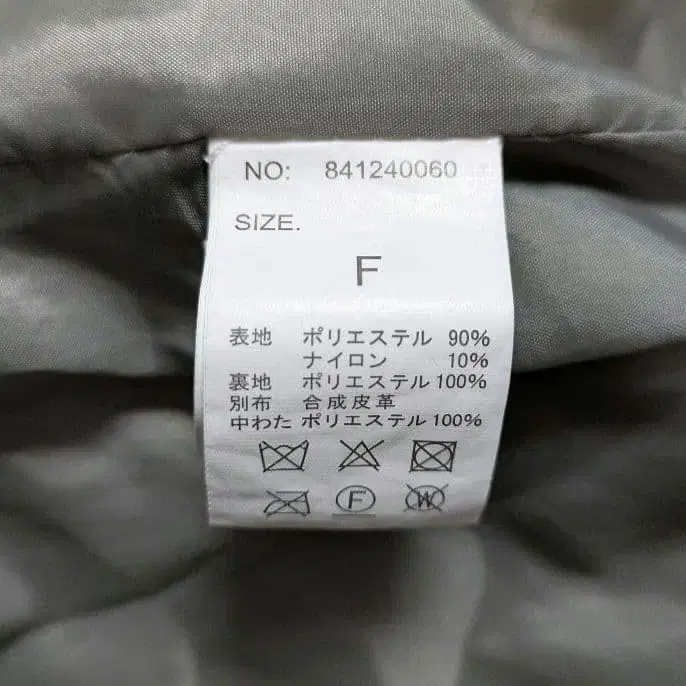 NO: 841240060
SIZE.
F
表地 ポリエステル 90%
ナイロン 10%
裏地 ポリエステル 100%
別布 合成皮革
中わた ポリエステル 100%
F W